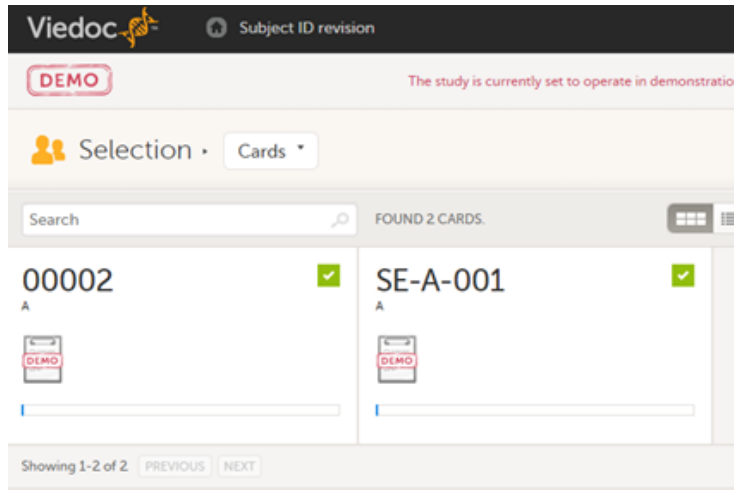 Viedoc™ Subject ID revision
DEMO The study is currently set to operate in demonstratio
Selection Cards
Search FOUND 2 CARDS.
00002 SE-A-001
A A
DEMO DEMO
Showing 1-2 of 2 PREVIOUS NEXT